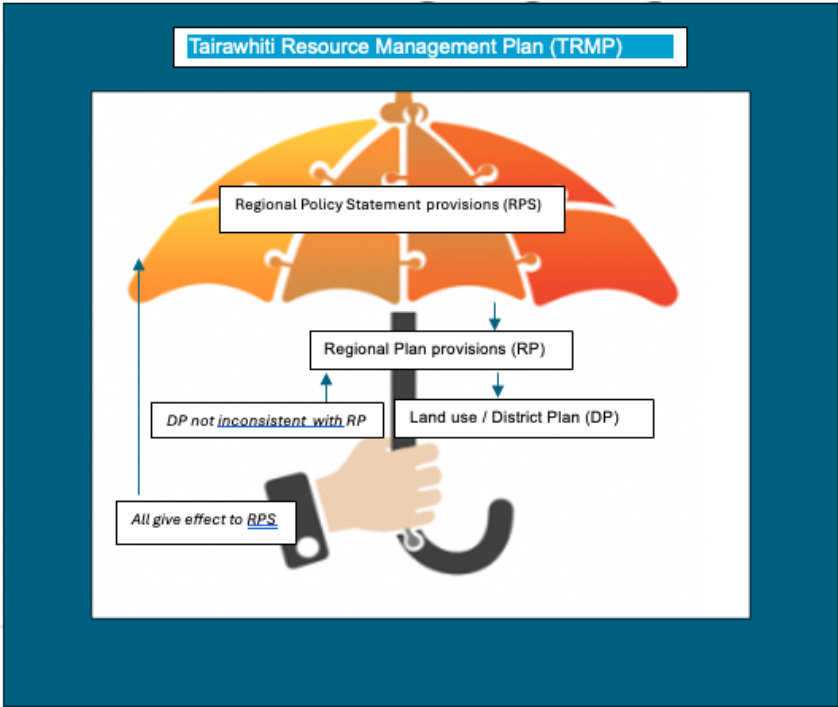 Tairawhiti Resource Management Plan (TRMP)
Regional Policy Statement provisions (RPS)
Regional Plan provisions (RP)
DP not inconsistent with RP
Land use / District Plan (DP)
All give effect to RPS